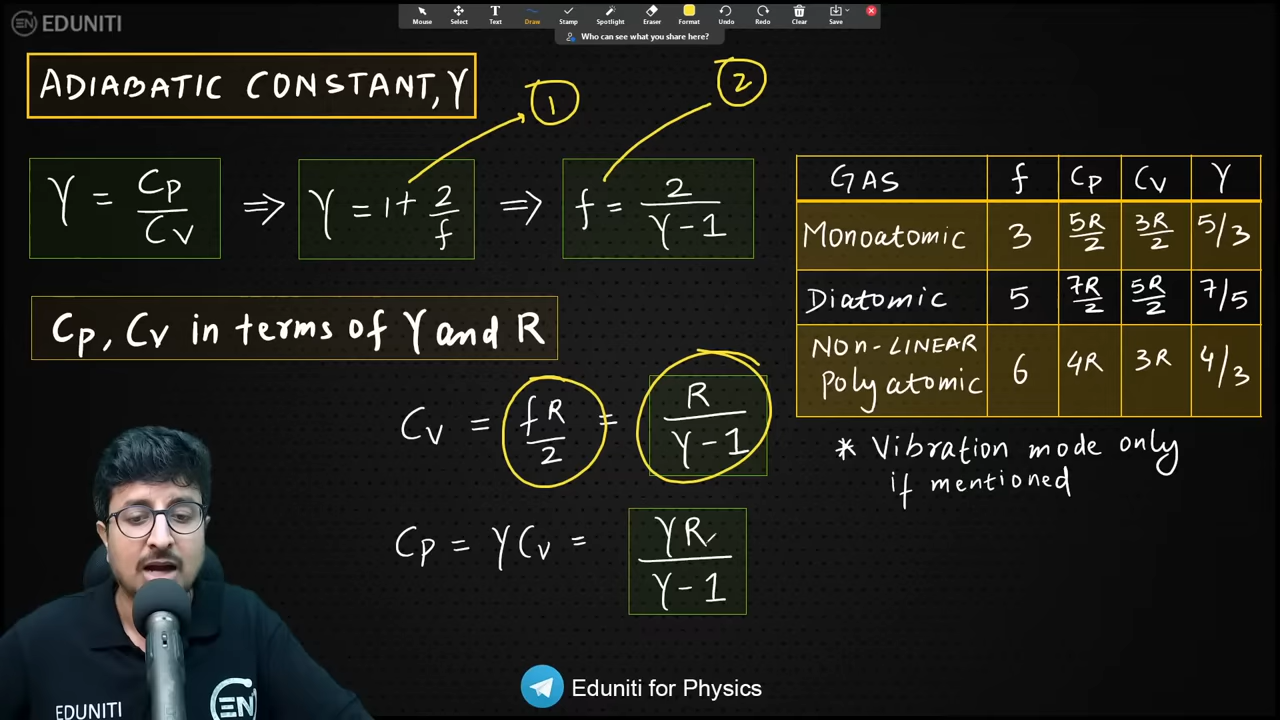 EDUNITI
Mouse Select Text Draw Stamp Spotlight Eraser Format Undo Redo Clear Save
Who can see what you share here?
ADIABATIC CONSTANT, γ
①
②
γ = Cp/Cv ⇒ γ = 1 + 2/f ⇒ f = 2/(γ-1)
Cp, Cv in terms of γ and R
Cv = fR/2 = R/(γ-1)
Cp = γCv = γR/(γ-1)
GAS f Cp Cv γ
Monoatomic 3 5R/2 3R/2 5/3
Diatomic 5 7R/2 5R/2 7/5
NON-LINEAR
Polyatomic 6 4R 3R 4/3
* Vibration mode only
if mentioned
EDUNITI
EN
Eduniti for Physics